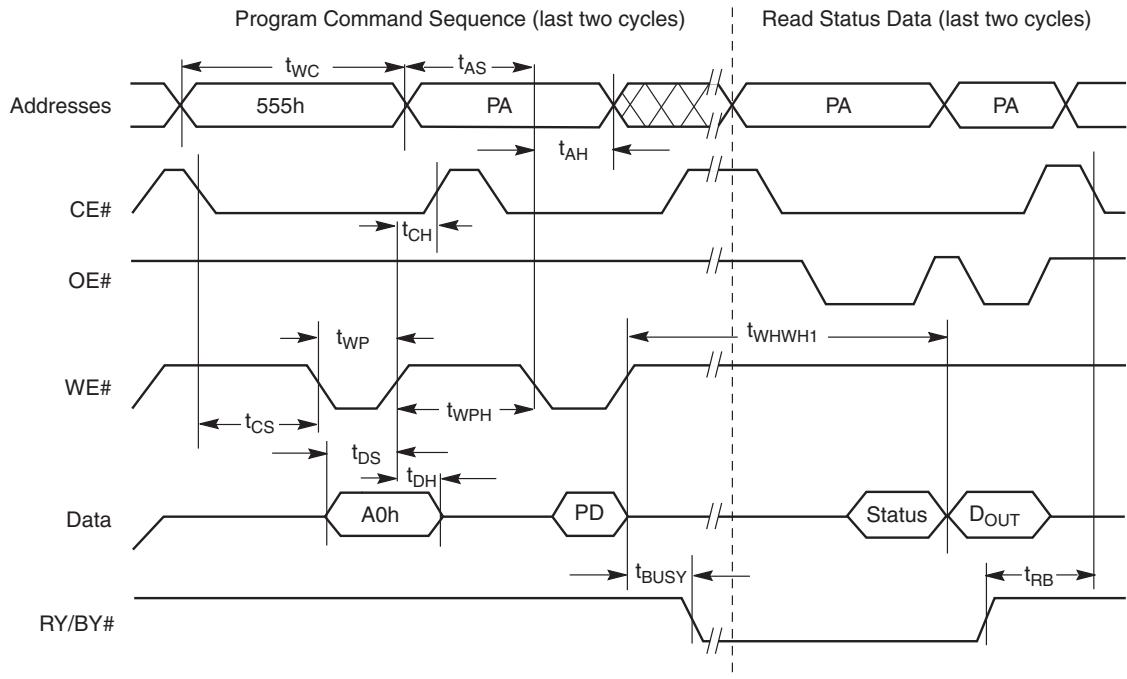 Program Command Sequence (last two cycles)
Read Status Data (last two cycles)
tWC
tAS
Addresses
555h
PA
PA
PA
tAH
CE#
tCH
OE#
tWHWH1
tWP
WE#
tCS
tWPH
tDS
tDH
Data
A0h
PD
Status
DOUT
tBUSY
tRB
RY/BY#